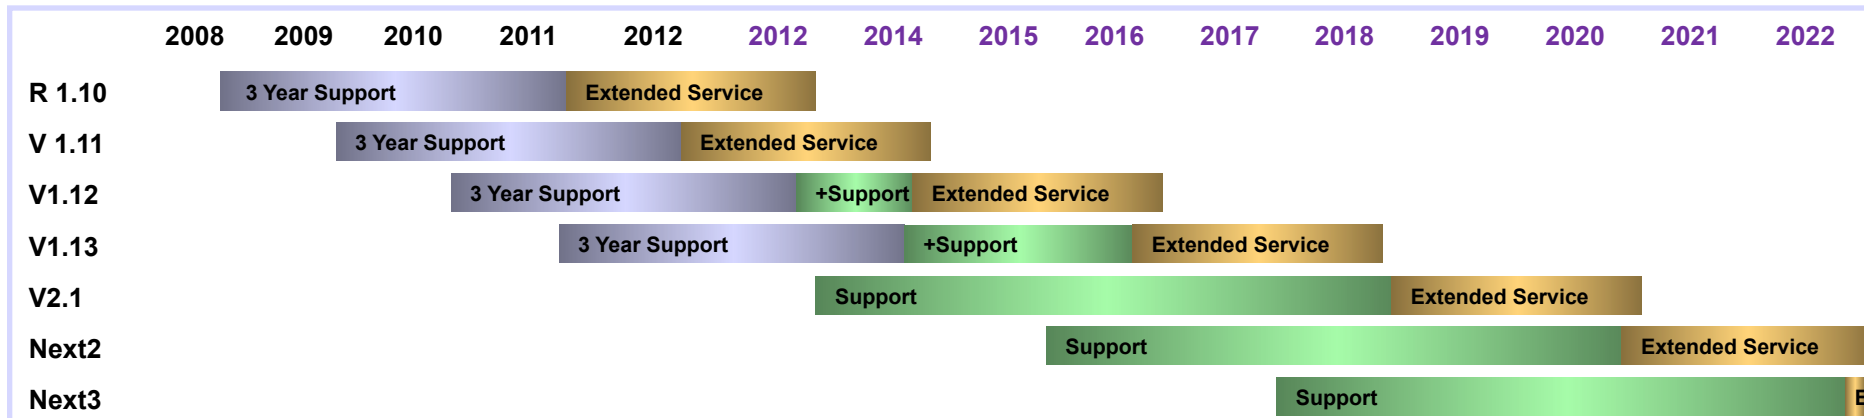 2008 2009 2010 2011 2012 2012 2014 2015 2016 2017 2018 2019 2020 2021 2022
R 1.10 3 Year Support Extended Service
V 1.11 3 Year Support Extended Service
V1.12 3 Year Support +Support Extended Service
V1.13 3 Year Support +Support Extended Service
V2.1 Support Extended Service
Next2 Support Extended Service
Next3 Support